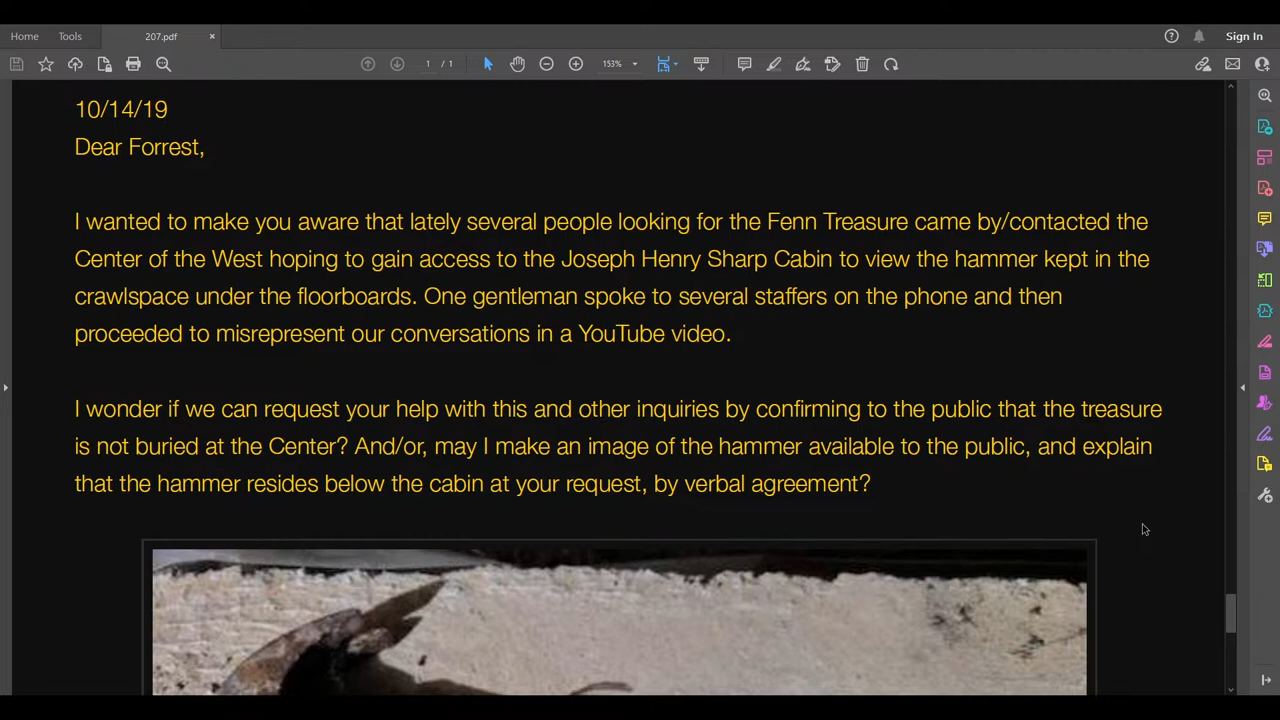 Home Tools 207.pdf × Sign In
1 / 1 153%
10/14/19
Dear Forrest,
I wanted to make you aware that lately several people looking for the Fenn Treasure came by/contacted the
Center of the West hoping to gain access to the Joseph Henry Sharp Cabin to view the hammer kept in the
crawlspace under the floorboards. One gentleman spoke to several staffers on the phone and then
proceeded to misrepresent our conversations in a YouTube video.
I wonder if we can request your help with this and other inquiries by confirming to the public that the treasure
is not buried at the Center? And/or, may I make an image of the hammer available to the public, and explain
that the hammer resides below the cabin at your request, by verbal agreement?